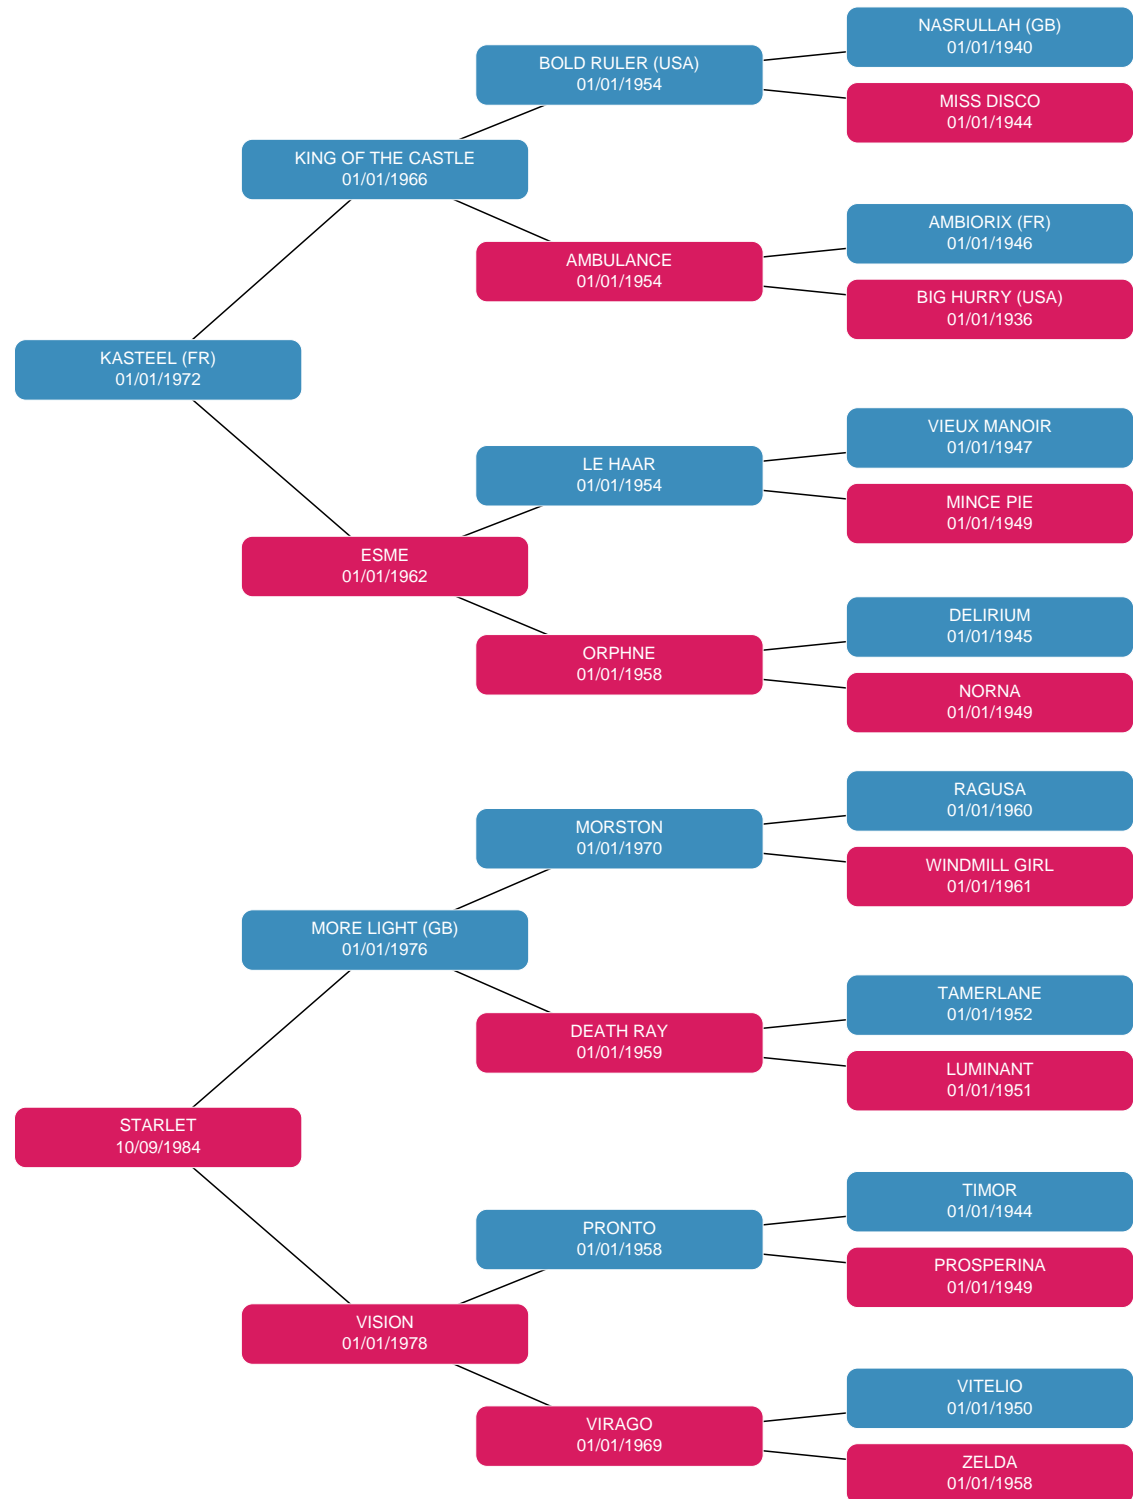 NASRULLAH (GB)
01/01/1940
BOLD RULER (USA)
01/01/1954
MISS DISCO
01/01/1944
KING OF THE CASTLE
01/01/1966
AMBIORIX (FR)
01/01/1946
AMBULANCE
01/01/1954
BIG HURRY (USA)
01/01/1936
KASTEEL (FR)
01/01/1972
VIEUX MANOIR
01/01/1947
LE HAAR
01/01/1954
MINCE PIE
01/01/1949
ESME
01/01/1962
DELIRIUM
01/01/1945
ORPHNE
01/01/1958
NORNA
01/01/1949
RAGUSA
01/01/1960
MORSTON
01/01/1970
WINDMILL GIRL
01/01/1961
MORE LIGHT (GB)
01/01/1976
TAMERLANE
01/01/1952
DEATH RAY
01/01/1959
LUMINANT
01/01/1951
STARLET
10/09/1984
TIMOR
01/01/1944
PRONTO
01/01/1958
PROSPERINA
01/01/1949
VISION
01/01/1978
VITELIO
01/01/1950
VIRAGO
01/01/1969
ZELDA
01/01/1958